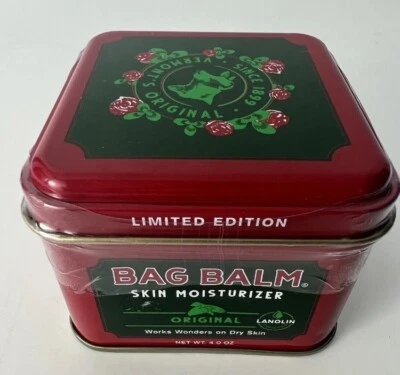 VERMONT'S ORIGINAL
SINCE 1899
LIMITED EDITION
BAG BALM®
SKIN MOISTURIZER
ORIGINAL
LANOLIN
Works Wonders on Dry Skin
NET WT. 4.0 OZ